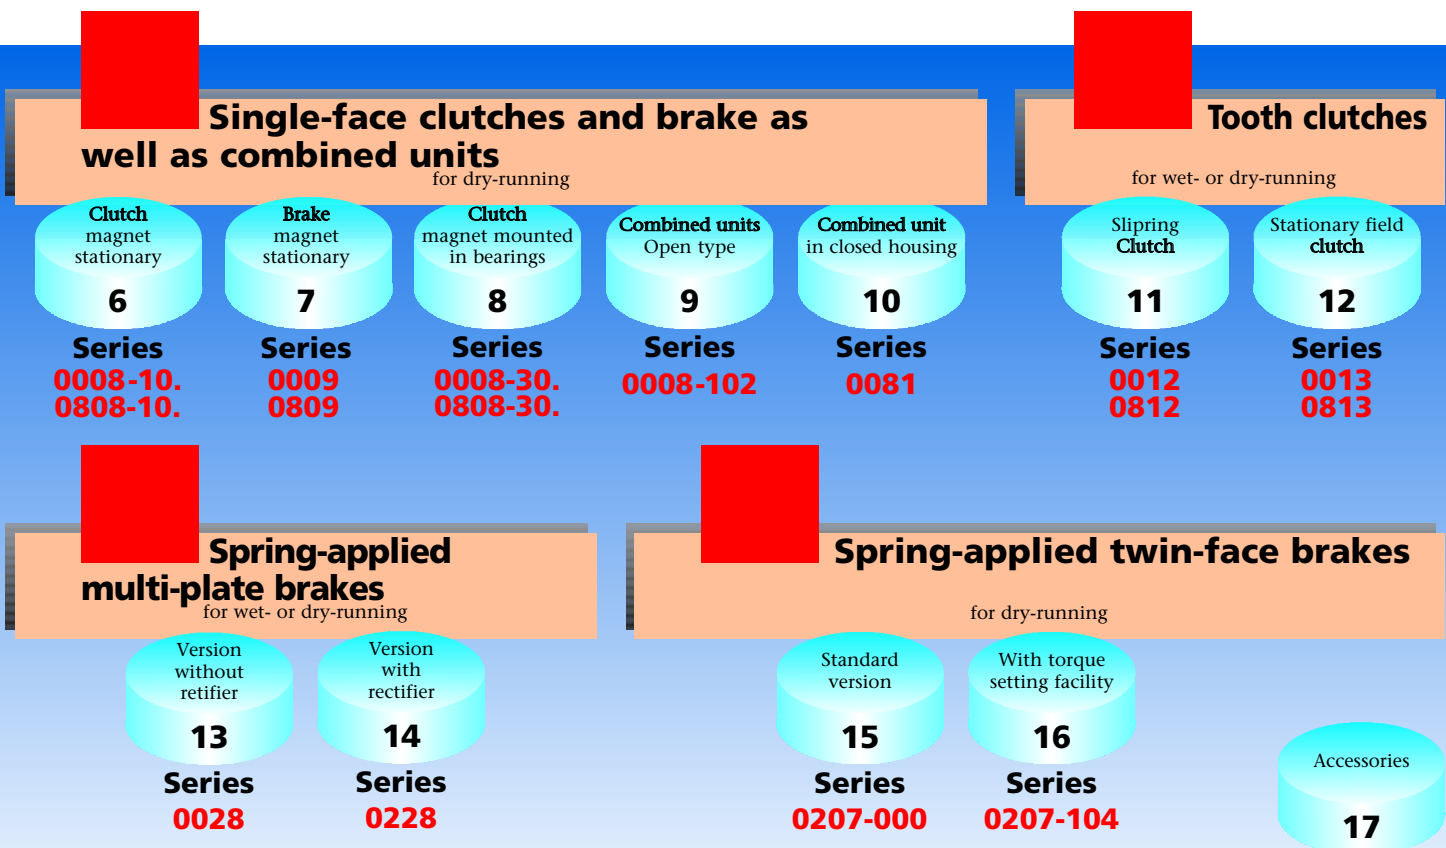 Single-face clutches and brake as
well as combined units
for dry-running
Clutch
magnet
stationary
6
Series
0008-10.
0808-10.
Brake
magnet
stationary
7
Series
0009
0809
Clutch
magnet mounted
in bearings
8
Series
0008-30.
0808-30.
Combined units
Open type
9
Series
0008-102
Combined unit
in closed housing
10
Series
0081
Tooth clutches
for wet- or dry-running
Slipring
Clutch
11
Series
0012
0812
Stationary field
clutch
12
Series
0013
0813
Spring-applied
multi-plate brakes
for wet- or dry-running
Version
without
retifier
13
Series
0028
Version
with
rectifier
14
Series
0228
Spring-applied twin-face brakes
for dry-running
Standard
version
15
Series
0207-000
With torque
setting facility
16
Series
0207-104
Accessories
17